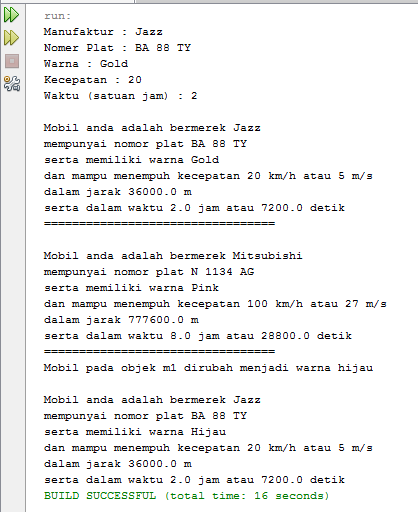 run:
Manufaktur : Jazz
Nomer Plat : BA 88 TY
Warna : Gold
Kecepatan : 20
Waktu (satuan jam) : 2
Mobil anda adalah bermerek Jazz
mempunyai nomor plat BA 88 TY
serta memiliki warna Gold
dan mampu menempuh kecepatan 20 km/h atau 5 m/s
dalam jarak 36000.0 m
serta dalam waktu 2.0 jam atau 7200.0 detik
=================================
Mobil anda adalah bermerek Mitsubishi
mempunyai nomor plat N 1134 AG
serta memiliki warna Pink
dan mampu menempuh kecepatan 100 km/h atau 27 m/s
dalam jarak 777600.0 m
serta dalam waktu 8.0 jam atau 28800.0 detik
=================================
Mobil pada objek m1 dirubah menjadi warna hijau
Mobil anda adalah bermerek Jazz
mempunyai nomor plat BA 88 TY
serta memiliki warna Hijau
dan mampu menempuh kecepatan 20 km/h atau 5 m/s
dalam jarak 36000.0 m
serta dalam waktu 2.0 jam atau 7200.0 detik
BUILD SUCCESSFUL (total time: 16 seconds)